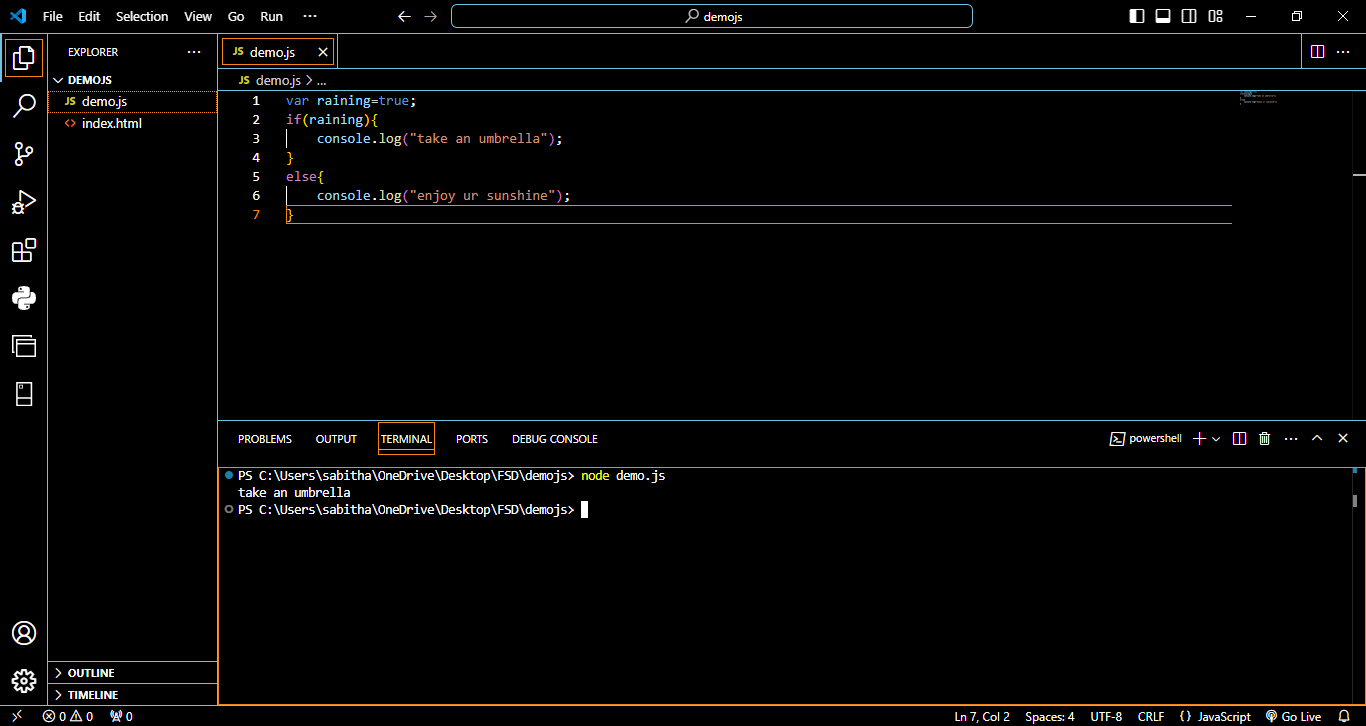 File Edit Selection View Go Run ··· demojs
EXPLORER ···
DEMOJS
JS demo.js
<> index.html
OUTLINE
TIMELINE
JS demo.js
JS demo.js > ...
1 var raining=true;
2 if(raining){
3 console.log("take an umbrella");
4 }
5 else{
6 console.log("enjoy ur sunshine");
7 }
PROBLEMS OUTPUT TERMINAL PORTS DEBUG CONSOLE powershell
PS C:\Users\sabitha\OneDrive\Desktop\FSD\demojs> node demo.js
take an umbrella
PS C:\Users\sabitha\OneDrive\Desktop\FSD\demojs>
0 0 0 Ln 7, Col 2 Spaces: 4 UTF-8 CRLF {} JavaScript Go Live